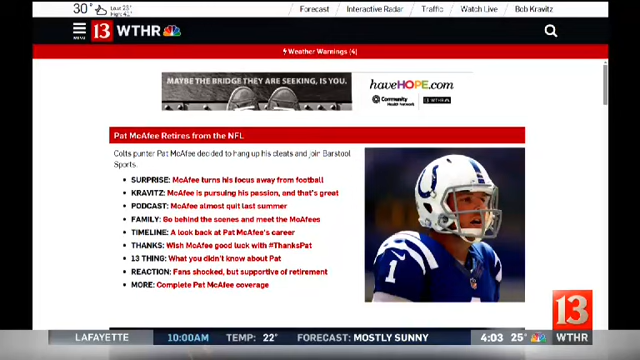 30°
Forecast
Interactive Radar
Traffic
Watch Live
Bob Kravitz
MENU
13 WTHR
Weather Warnings (4)
MAYBE THE BRIDGE THEY ARE SEEKING, IS YOU.
haveHOPE.com
Community
Health Network
Pat McAfee Retires from the NFL
Colts punter Pat McAfee decided to hang up his cleats and join Barstool
Sports.
SURPRISE: McAfee turns his focus away from football
KRAVITZ: McAfee is pursuing his passion, and that's great
PODCAST: McAfee almost quit last summer
FAMILY: Go behind the scenes and meet the McAfees
TIMELINE: A look back at Pat McAfee's career
THANKS: Wish McAfee good luck with #ThanksPat
13 THING: What you didn't know about Pat
REACTION: Fans shocked, but supportive of retirement
MORE: Complete Pat McAfee coverage
1
13
WTHR
LAFAYETTE
10:00AM
TEMP: 22°
FORECAST: MOSTLY SUNNY
4:03
25°